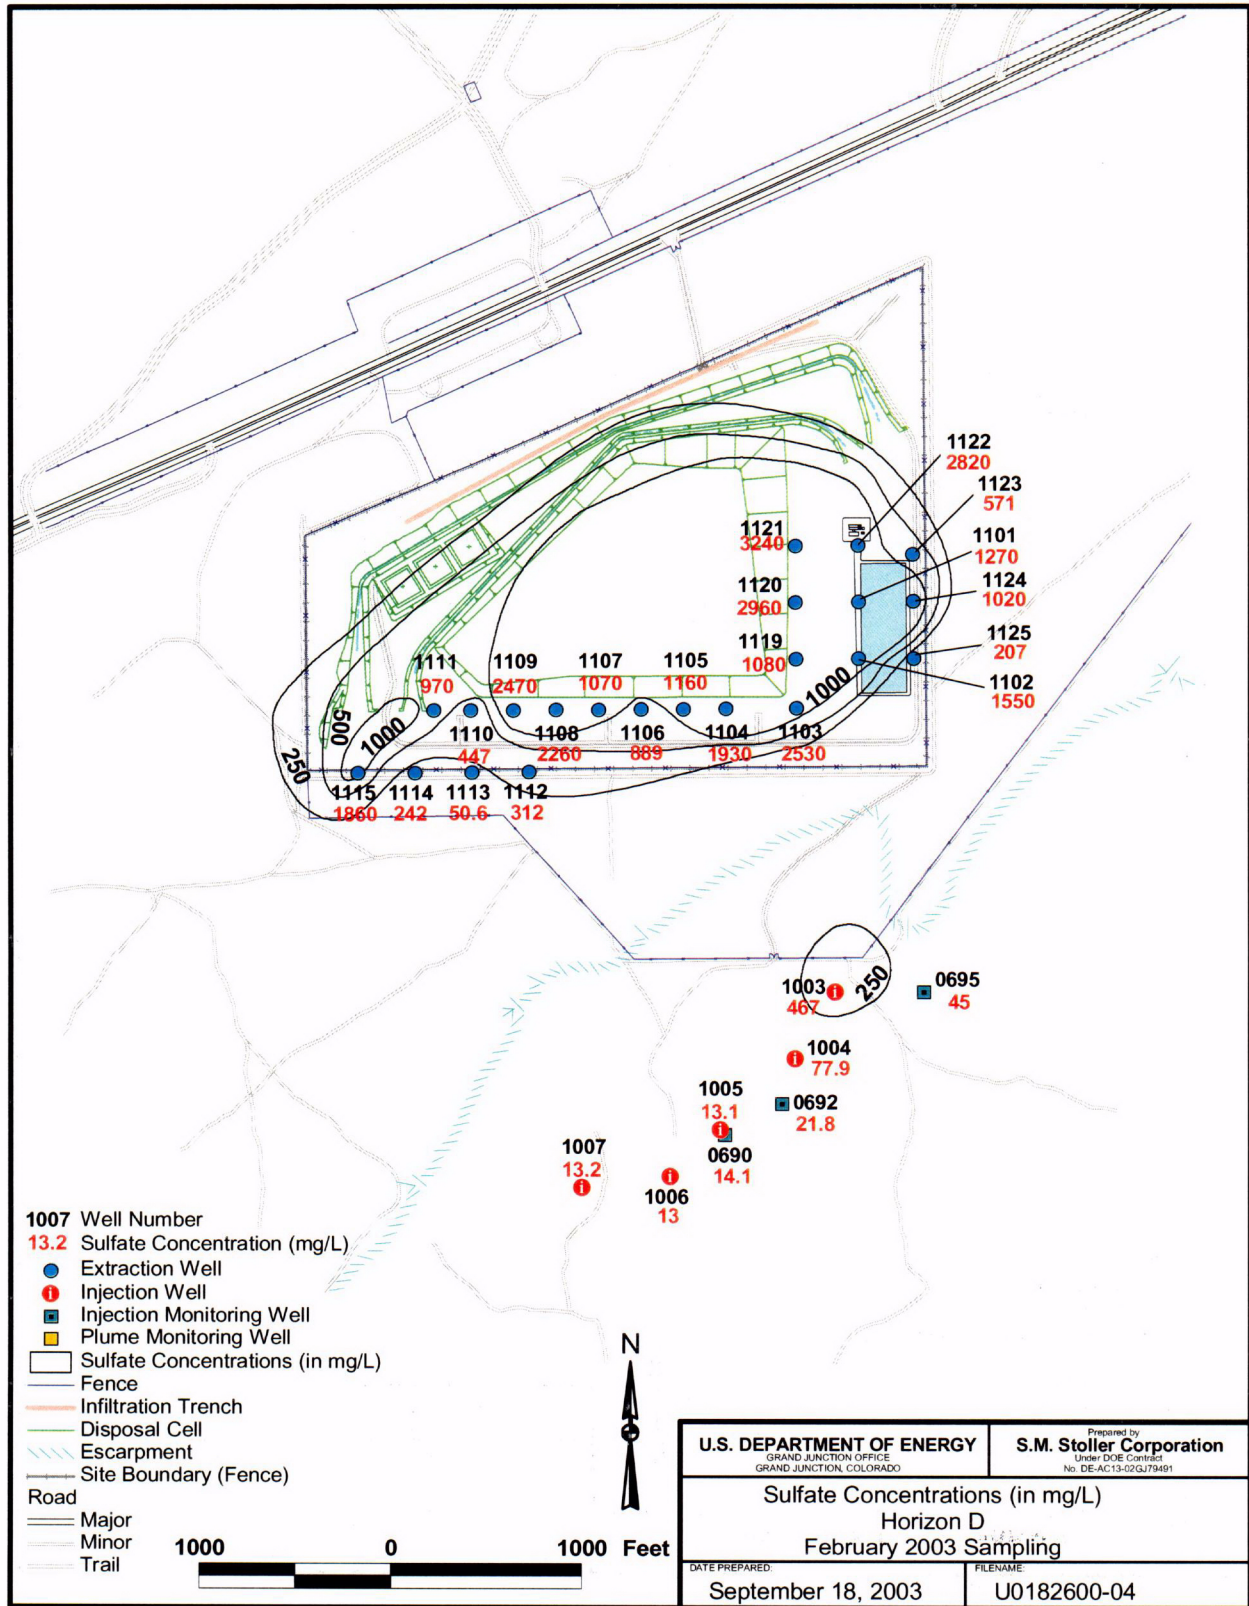 1122
2820
1123
571
1121
3240
1101
1270
1120
2960
1124
1020
1119
1080
1125
207
1102
1550
1111
970
1109
2470
1107
1070
1105
1160
1000
500
1000
250
1110
447
1108
2260
1106
889
1104
1930
1103
2530
1115
1860
1114
242
1113
50.6
1112
312
250
1003
467
0695
45
1004
77.9
1005
13.1
0692
21.8
0690
14.1
1007
13.2
1006
13
1007 Well Number
13.2 Sulfate Concentration (mg/L)
Extraction Well
i Injection Well
Injection Monitoring Well
Plume Monitoring Well
Sulfate Concentrations (in mg/L)
Fence
Infiltration Trench
Disposal Cell
Escarpment
Site Boundary (Fence)
Road
Major
Minor
Trail
N
1000 0 1000 Feet
U.S. DEPARTMENT OF ENERGY
GRAND JUNCTION OFFICE
GRAND JUNCTION, COLORADO
Prepared by
S.M. Stoller Corporation
Under DOE Contract
No. DE-AC13-02GJ79491
Sulfate Concentrations (in mg/L)
Horizon D
February 2003 Sampling
DATE PREPARED:
September 18, 2003
FILENAME:
U0182600-04